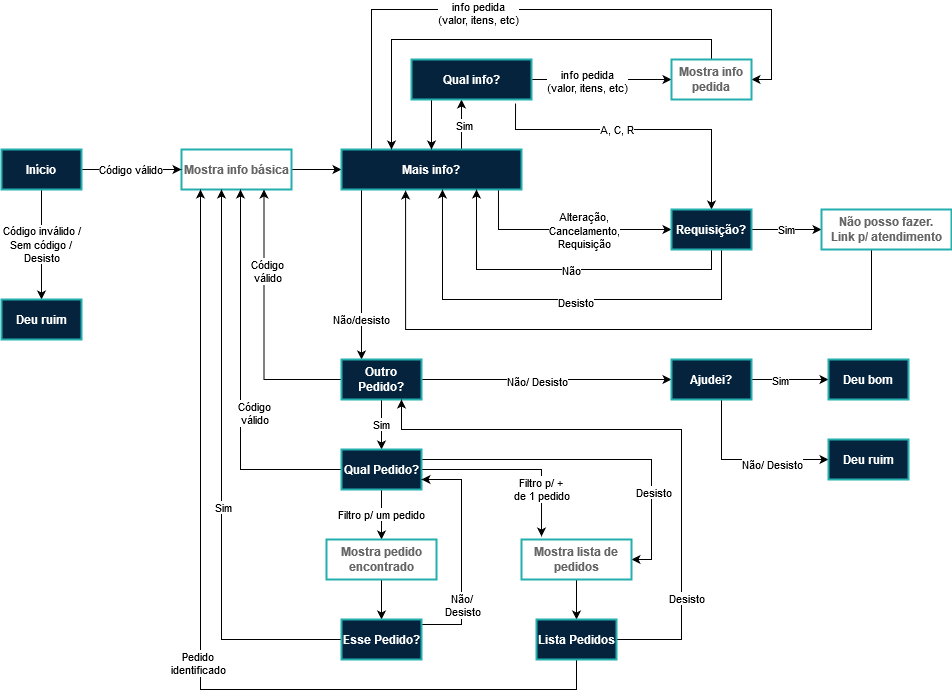 info pedida
(valor, itens, etc)
Qual info?
info pedida
(valor, itens, etc)
Mostra info
pedida
Sim
A, C, R
Início
Código válido
Mostra info básica
Mais info?
Código inválido /
Sem código /
Desisto
Alteração,
Cancelamento,
Requisição
Requisição?
Sim
Não posso fazer.
Link p/ atendimento
Código
válido
Não
Desisto
Deu ruim
Não/desisto
Outro
Pedido?
Não/ Desisto
Ajudei?
Sim
Deu bom
Código
válido
Sim
Qual Pedido?
Não/ Desisto
Deu ruim
Filtro p/ +
de 1 pedido
Desisto
Sim
Filtro p/ um pedido
Mostra pedido
encontrado
Mostra lista de
pedidos
Não/
Desisto
Desisto
Esse Pedido?
Lista Pedidos
Pedido
identificado